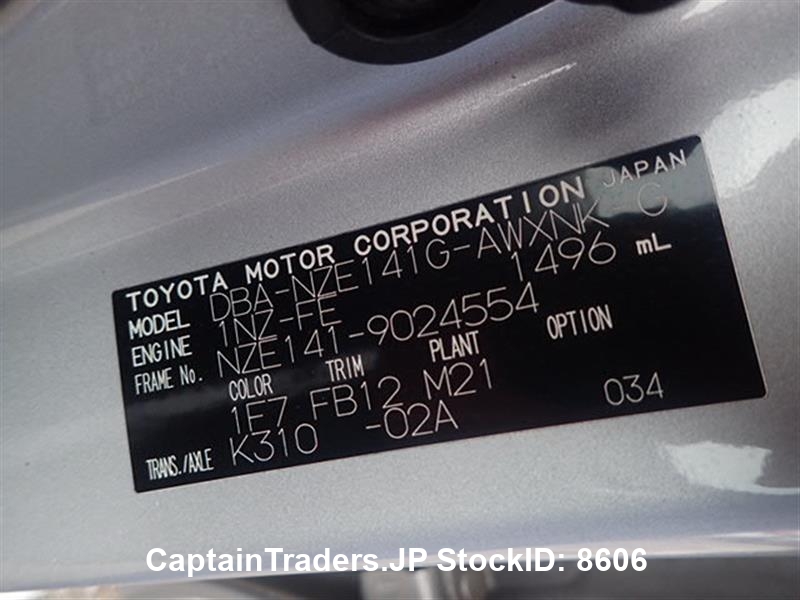 TOYOTA MOTOR CORPORATION JAPAN
MODEL DBA-NZE141G-AWXNK G
ENGINE 1NZ-FE 1496 mL
FRAME No. NZE141-9024554
COLOR TRIM PLANT OPTION
1E7 FB12 M21
TRANS./AXLE K310 -02A 034
CaptainTraders.JP StockID: 8606